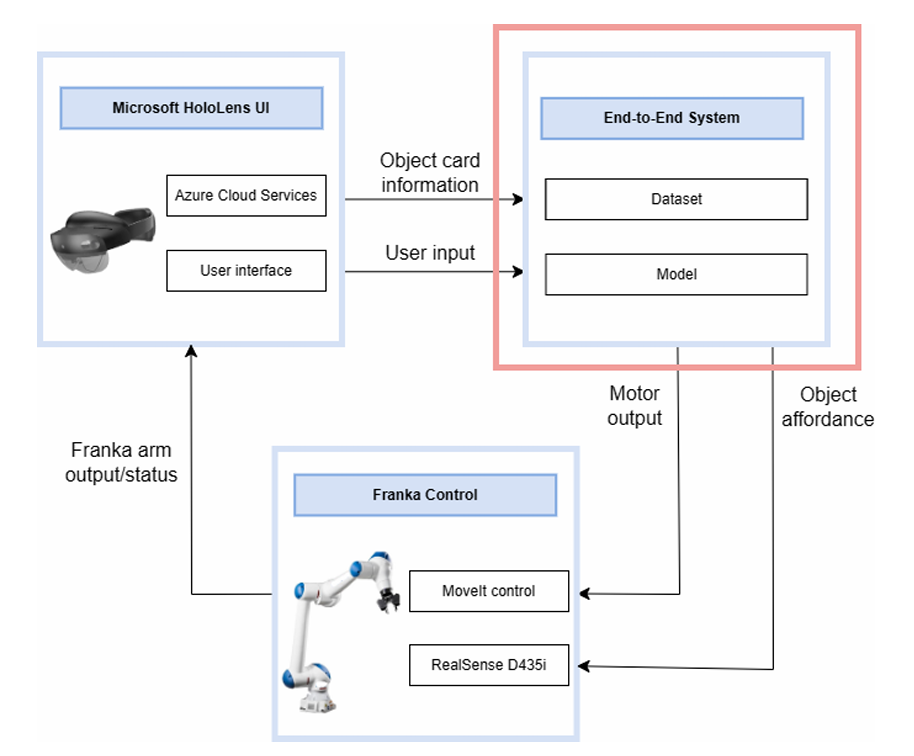 Microsoft HoloLens UI
Azure Cloud Services
User interface
Object card
information
User input
End-to-End System
Dataset
Model
Motor
output
Object
affordance
Franka arm
output/status
Franka Control
MoveIt control
RealSense D435i